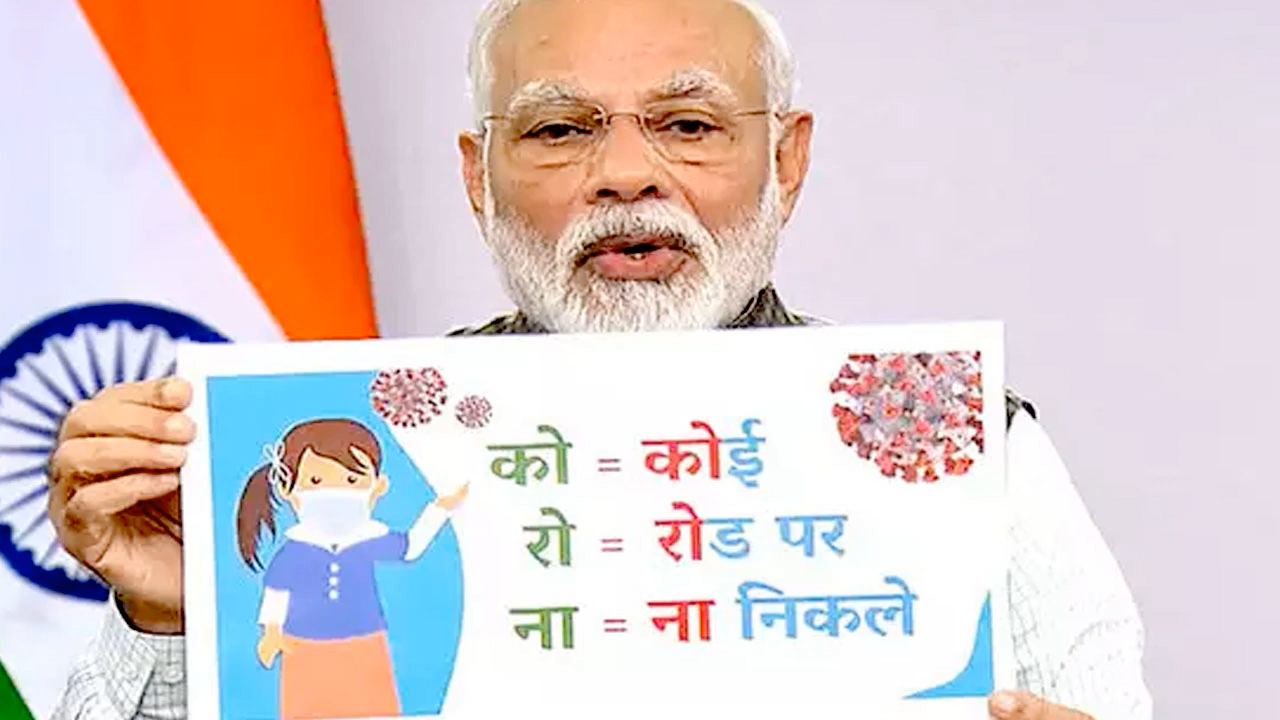 को = कोई
रो = रोड पर
ना = ना निकले